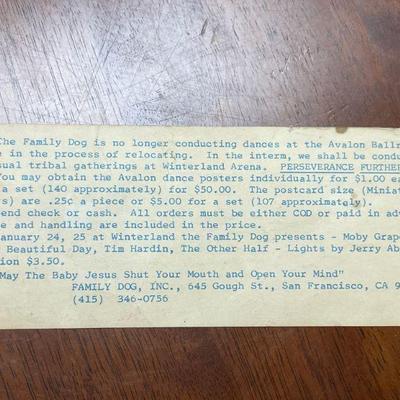 The Family Dog is no longer conducting dances at the Avalon Ballr
e in the process of relocating. In the interm, we shall be condu
sual tribal gatherings at Winterland Arena. PERSEVERANCE FURTHER
You may obtain the Avalon dance posters individually for $1.00 ea
a set (140 approximately) for $50.00. The postcard size (Miniat
s) are .25c a piece or $5.00 for a set (107 approximately).
end check or cash. All orders must be either COD or paid in adv
e and handling are included in the price.
anuary 24, 25 at Winterland the Family Dog presents - Moby Grap
Beautiful Day, Tim Hardin, The Other Half - Lights by Jerry Ab
ion $3.50.
May The Baby Jesus Shut Your Mouth and Open Your Mind"
FAMILY DOG, INC., 645 Gough St., San Francisco, CA 9
(415) 346-0756